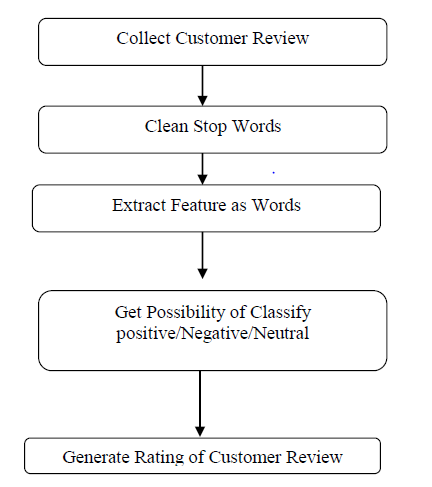 Collect Customer Review
Clean Stop Words
Extract Feature as Words
Get Possibility of Classify
positive/Negative/Neutral
Generate Rating of Customer Review